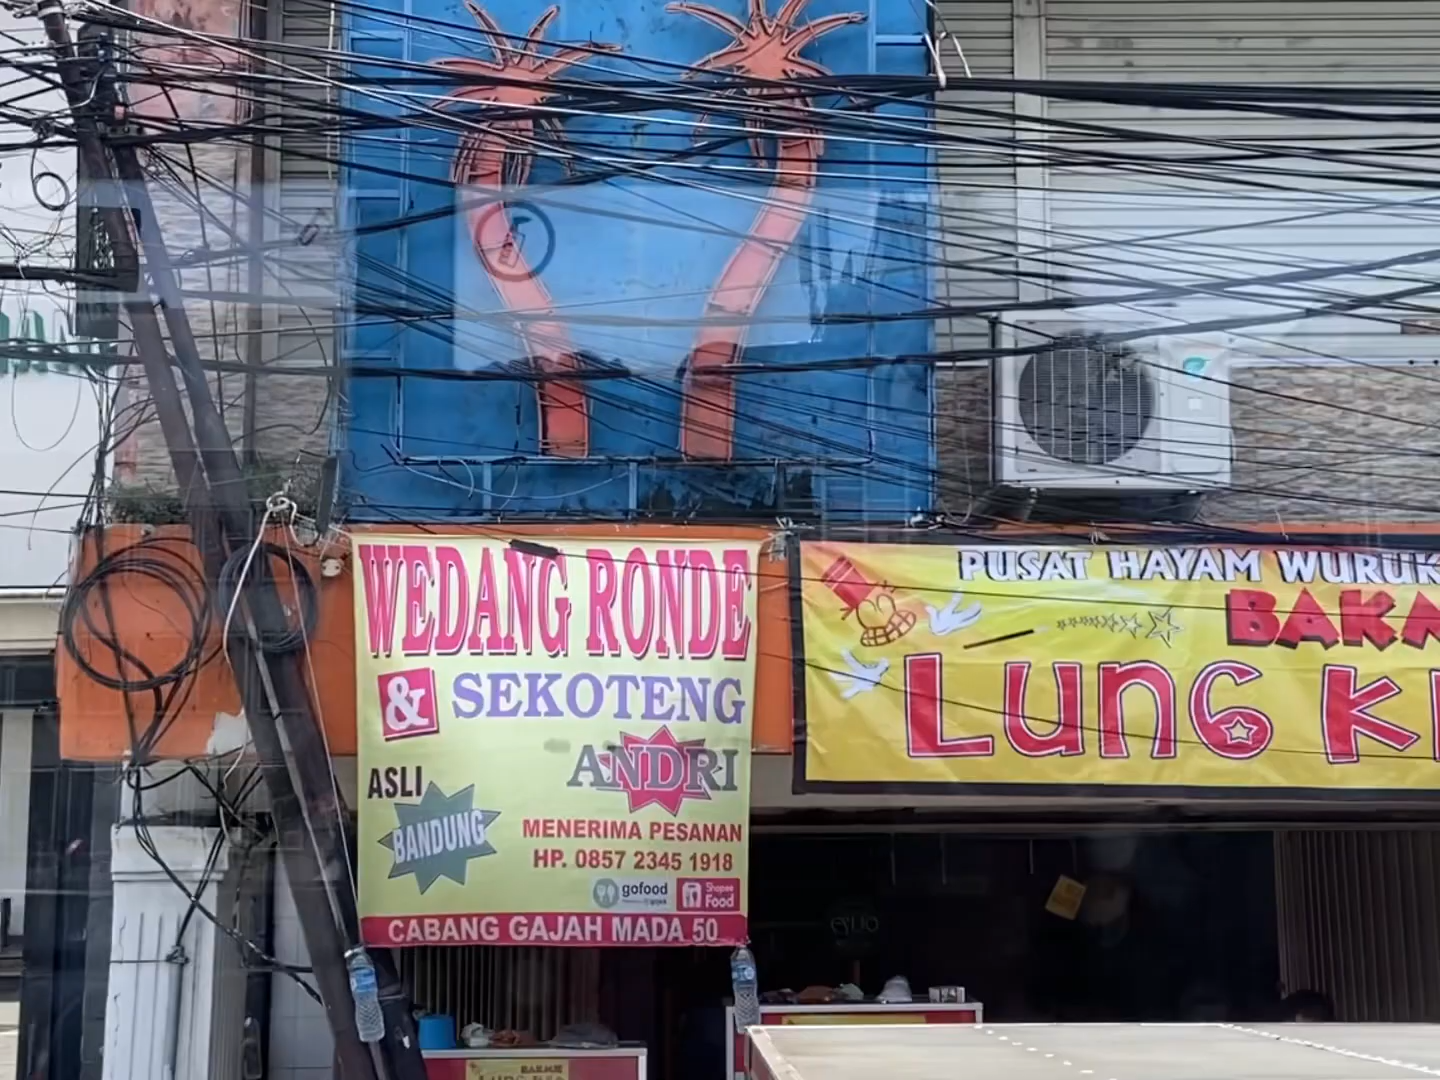 WEDANG RONDE
& SEKOTENG
ANDRI
ASLI
BANDUNG
MENERIMA PESANAN
HP. 0857 2345 1918
gofood
Shopee
Food
CABANG GAJAH MADA 50
PUSAT HAYAM WURUK
LUNG